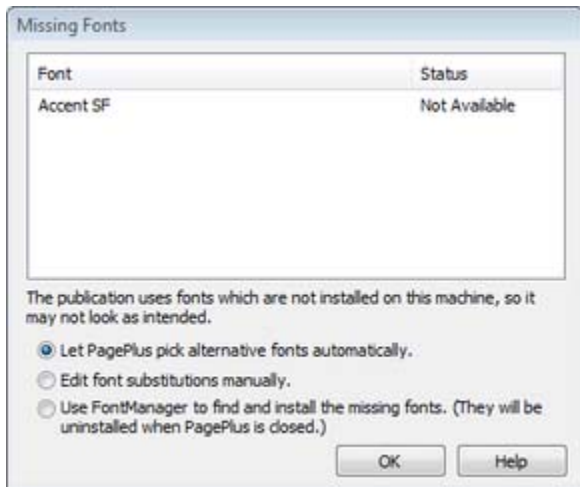 Missing Fonts
Font Status
Accent SF Not Available
The publication uses fonts which are not installed on this machine, so it
may not look as intended.
Let PagePlus pick alternative fonts automatically.
Edit font substitutions manually.
Use FontManager to find and install the missing fonts. (They will be
uninstalled when PagePlus is closed.)
OK Help